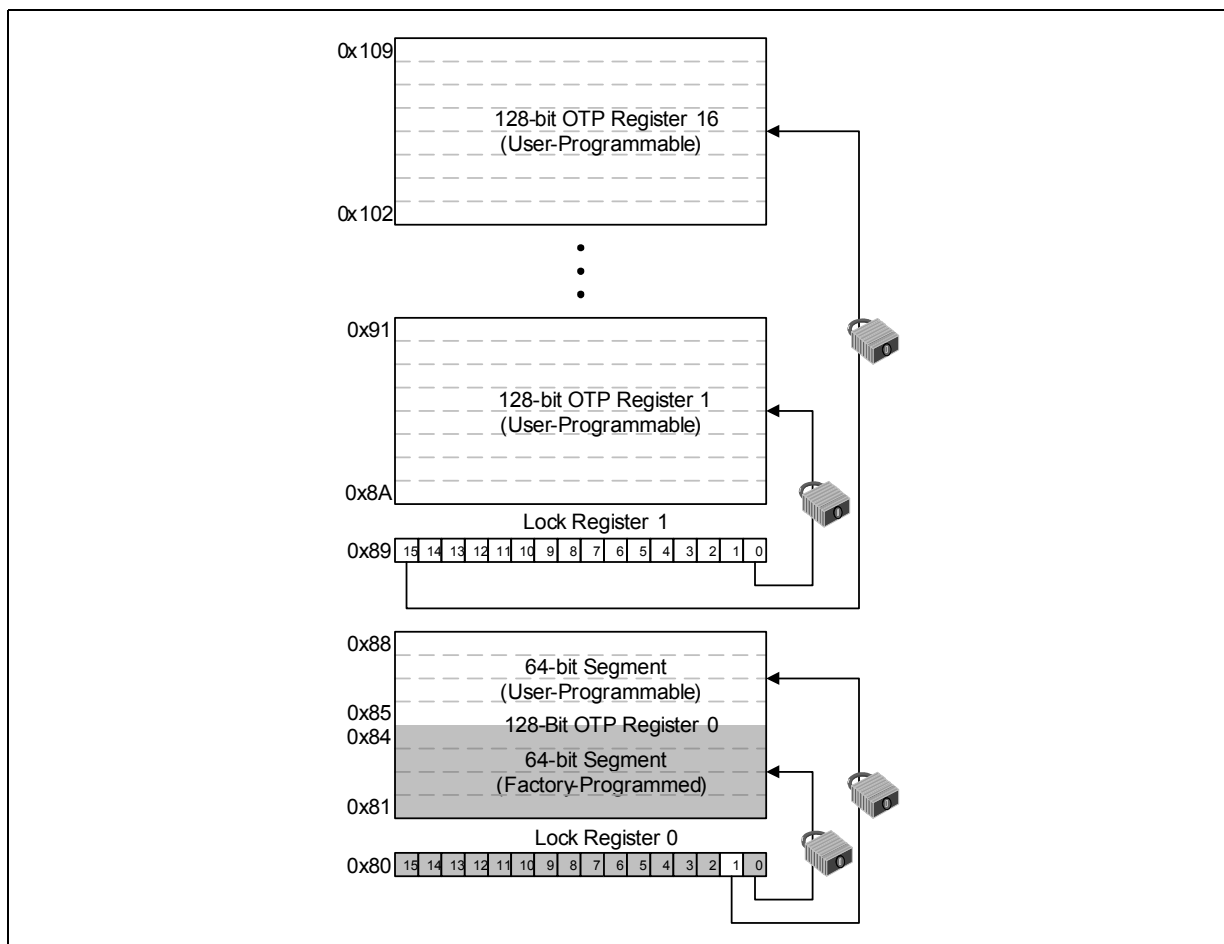 0x109
128-bit OTP Register 16
(User-Programmable)
0x102
0x91
128-bit OTP Register 1
(User-Programmable)
0x8A
Lock Register 1
0x89 15 14 13 12 11 10 9 8 7 6 5 4 3 2 1 0
0x88
64-bit Segment
(User-Programmable)
0x85
128-Bit OTP Register 0
0x84
64-bit Segment
(Factory-Programmed)
0x81
Lock Register 0
0x80 15 14 13 12 11 10 9 8 7 6 5 4 3 2 1 0